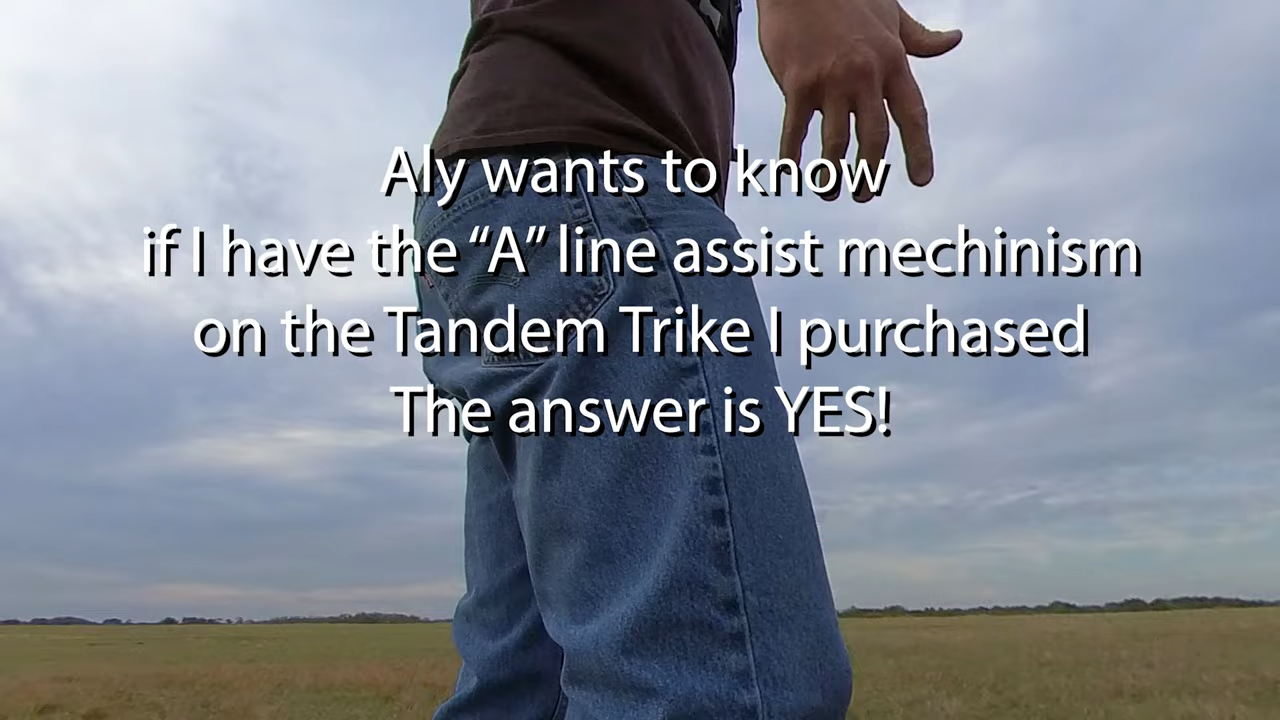 Aly wants to know
if I have the “A” line assist mechinism
on the Tandem Trike I purchased
The answer is YES!